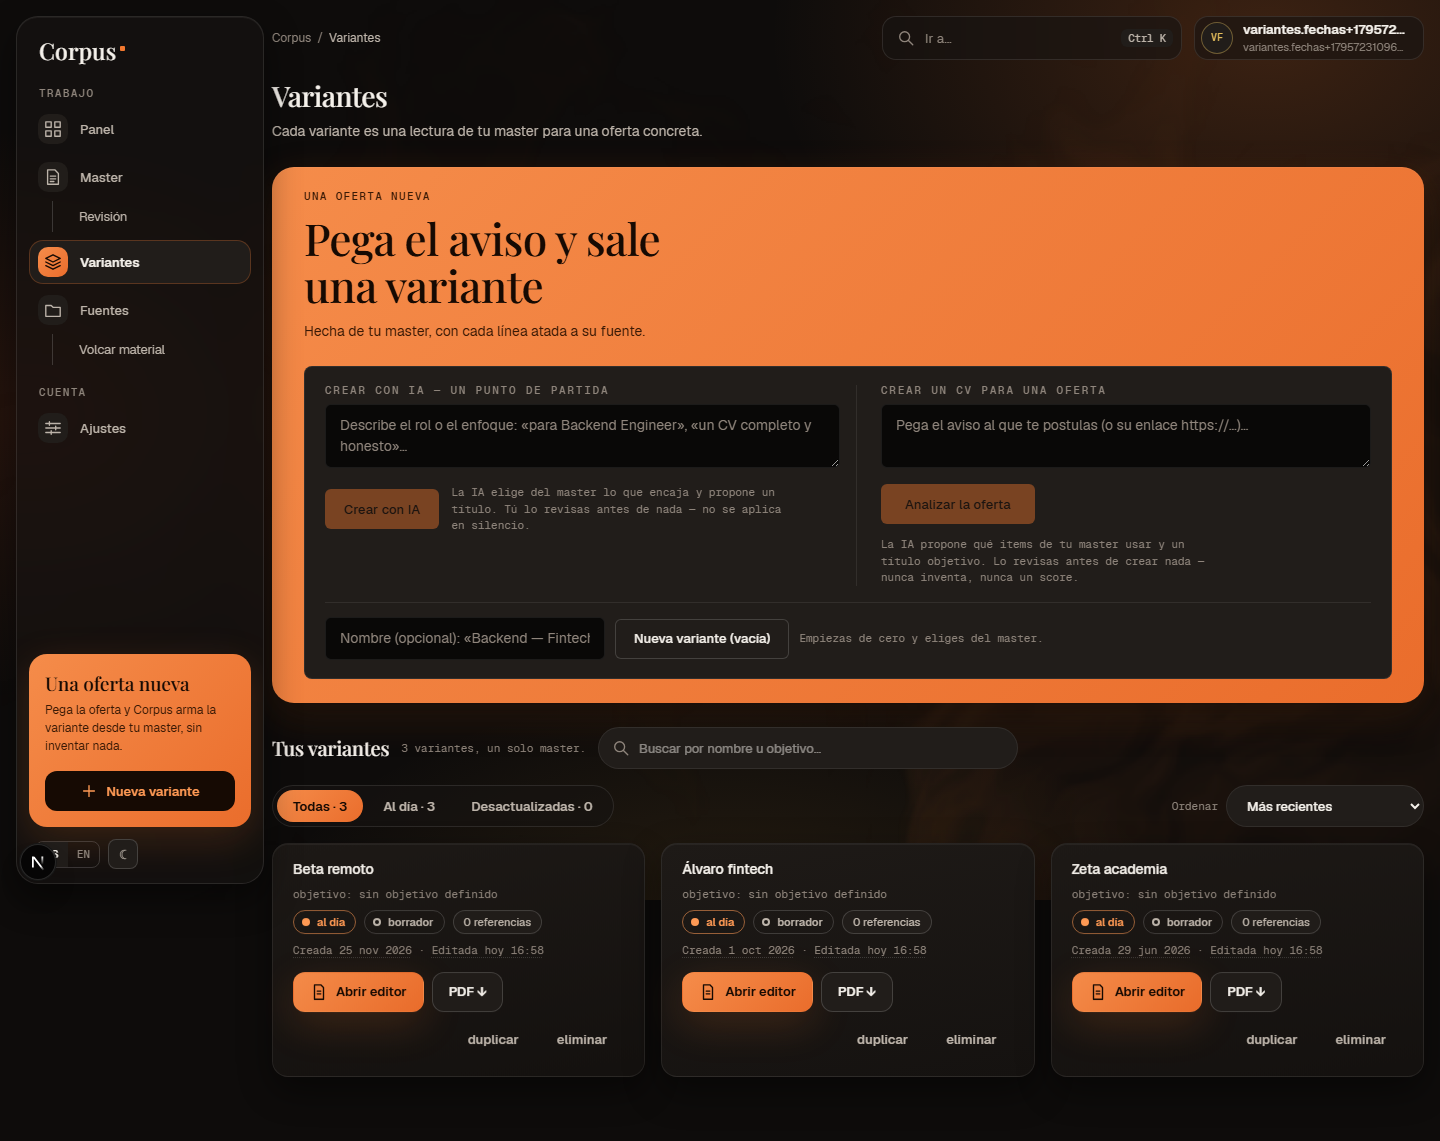 Corpus
TRABAJO
Panel
Master
Revisión
Variantes
Fuentes
Volcar material
CUENTA
Ajustes
Una oferta nueva
Pega la oferta y Corpus arma la
variante desde tu master, sin
inventar nada.
Nueva variante
EN
Corpus / Variantes
Ir a…
Ctrl K
VF
variantes.fechas+179572…
variantes.fechas+17957231096…
Variantes
Cada variante es una lectura de tu master para una oferta concreta.
UNA OFERTA NUEVA
Pega el aviso y sale
una variante
Hecha de tu master, con cada línea atada a su fuente.
CREAR CON IA — UN PUNTO DE PARTIDA
Describe el rol o el enfoque: «para Backend Engineer», «un CV completo y
honesto»…
Crear con IA
La IA elige del master lo que encaja y propone un
título. Tú lo revisas antes de nada — no se aplica
en silencio.
CREAR UN CV PARA UNA OFERTA
Pega el aviso al que te postulas (o su enlace https://…)…
Analizar la oferta
La IA propone qué ítems de tu master usar y un
título objetivo. Lo revisas antes de crear nada —
nunca inventa, nunca un score.
Nombre (opcional): «Backend — Fintech
Nueva variante (vacía)
Empiezas de cero y eliges del master.
Tus variantes
3 variantes, un solo master.
Buscar por nombre u objetivo…
Todas · 3
Al día · 3
Desactualizadas · 0
Ordenar
Más recientes
Beta remoto
objetivo: sin objetivo definido
al día
borrador
0 referencias
Creada 25 nov 2026 · Editada hoy 16:58
Abrir editor
PDF ↓
duplicar
eliminar
Álvaro fintech
objetivo: sin objetivo definido
al día
borrador
0 referencias
Creada 1 oct 2026 · Editada hoy 16:58
Abrir editor
PDF ↓
duplicar
eliminar
Zeta academia
objetivo: sin objetivo definido
al día
borrador
0 referencias
Creada 29 jun 2026 · Editada hoy 16:58
Abrir editor
PDF ↓
duplicar
eliminar